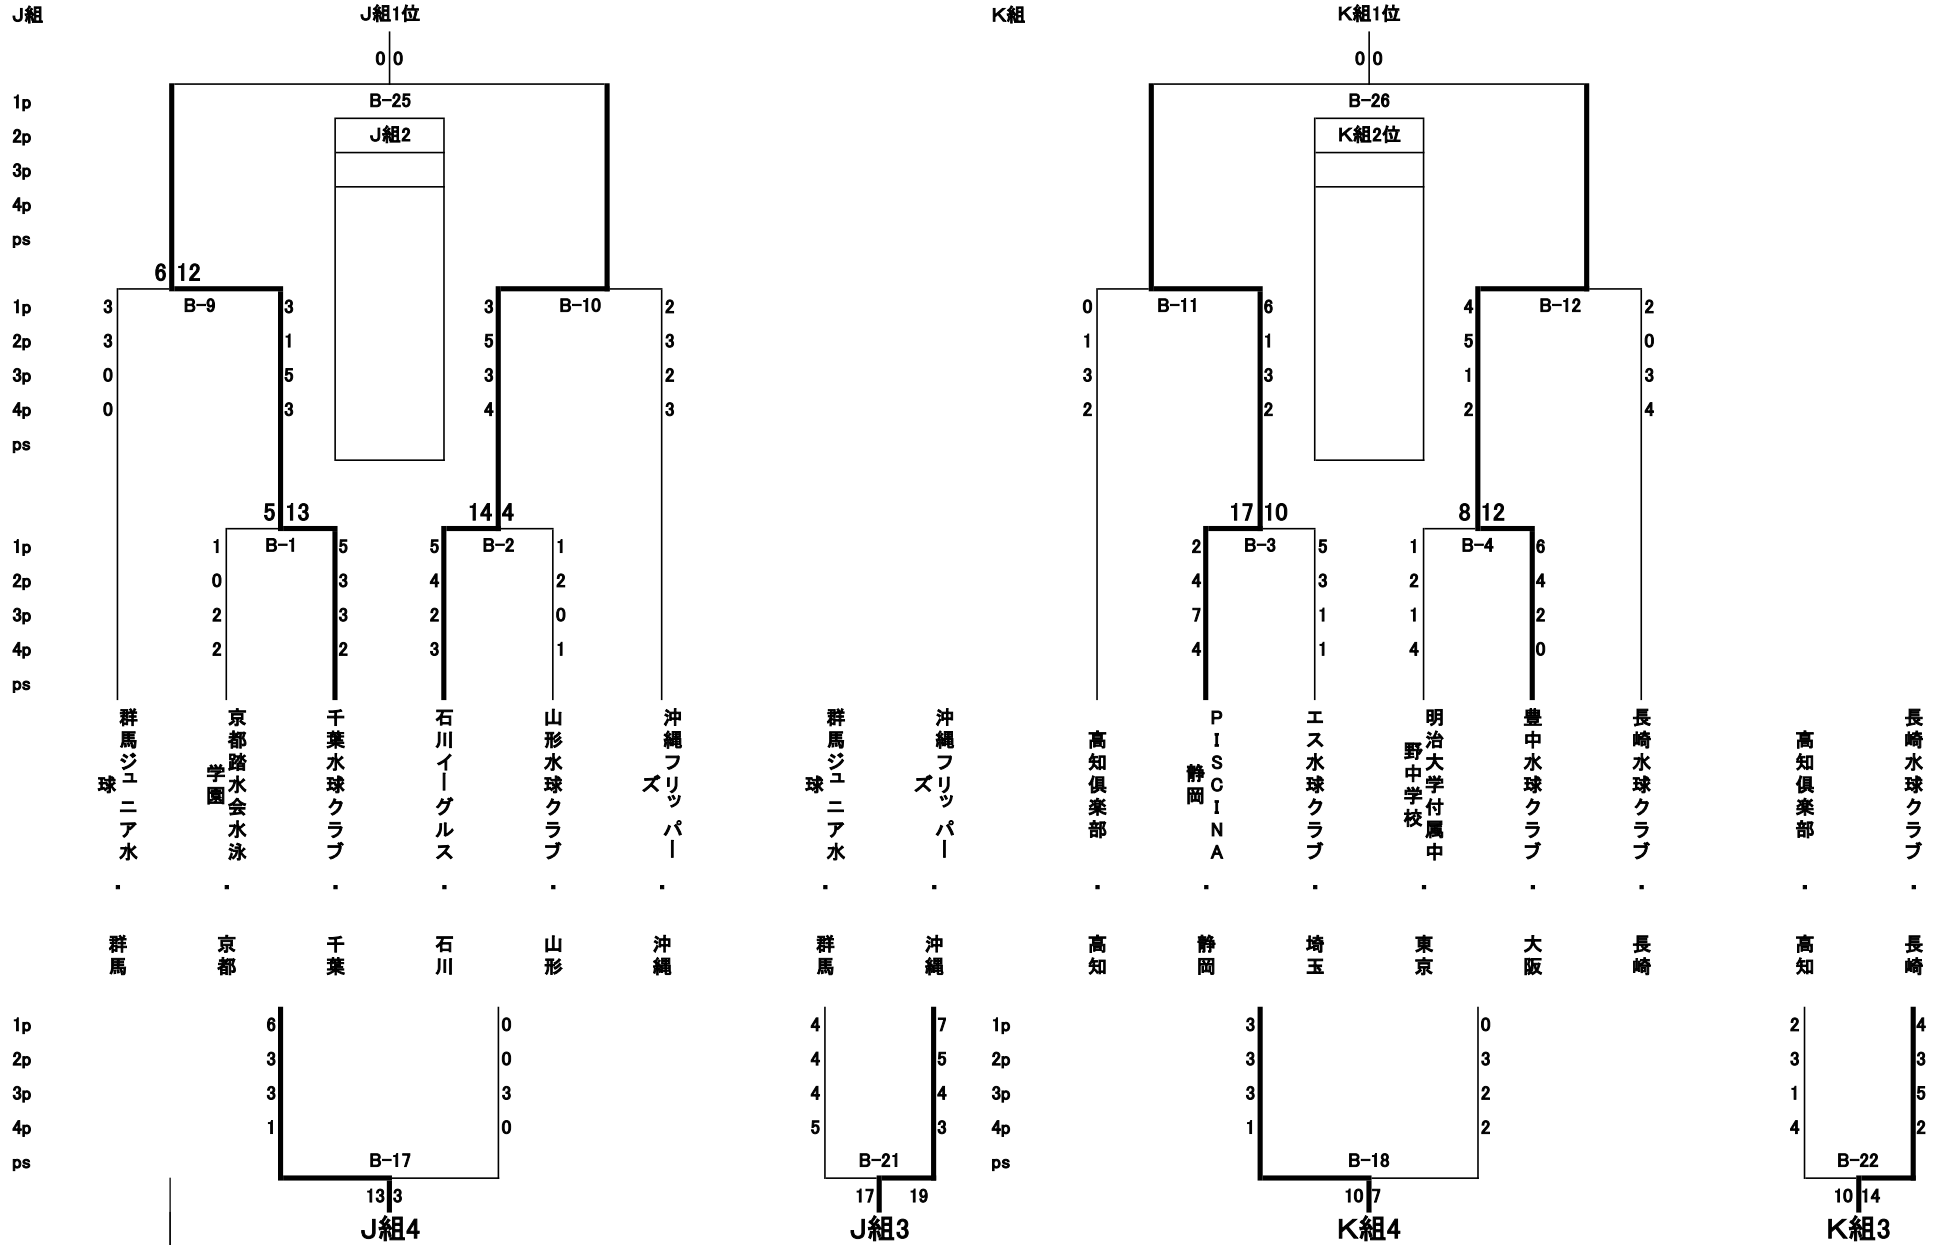 J組 J組1位 K組 K組1位
0 0 0 0
1p B-25 B-26
2p J組2 K組2位
3p
4p
ps
6 12
1p 3 B-9 3 3 B-10 2 0 B-11 6 4 B-12 2
2p 3 1 5 3 1 1 5 0
3p 0 5 3 2 3 3 1 3
4p 0 3 4 3 2 2 2 4
ps
5 13 14 4 17 10 8 12
1p 1 B-1 5 5 B-2 1 2 B-3 5 1 B-4 6
2p 0 3 4 2 4 3 2 4
3p 2 3 2 0 7 1 1 2
4p 2 2 3 1 4 1 4 0
ps
群馬ジュニア水
球
・
群馬
京都踏水会水泳
学園
・
京都
千葉水球クラブ
・
千葉
石川イーグルス
・
石川
山形水球クラブ
・
山形
沖縄フリッパー
ズ
・
沖縄
群馬ジュニア水
球
・
群馬
沖縄フリッパー
ズ
・
沖縄
高知倶楽部
・
高知
PISCINA
静岡
・
静岡
エス水球クラブ
・
埼玉
明治大学付属中
野中学校
・
東京
豊中水球クラブ
・
大阪
長崎水球クラブ
・
長崎
高知倶楽部
・
高知
長崎水球クラブ
・
長崎
1p 6 0 4 7 1p 3 0 2 4
2p 3 0 4 5 2p 3 3 3 3
3p 3 3 4 4 3p 3 2 1 5
4p 1 0 5 3 4p 1 2 4 2
ps B-17 B-21 ps B-18 B-22
13 3 17 19 10 7 10 14
J組4 J組3 K組4 K組3